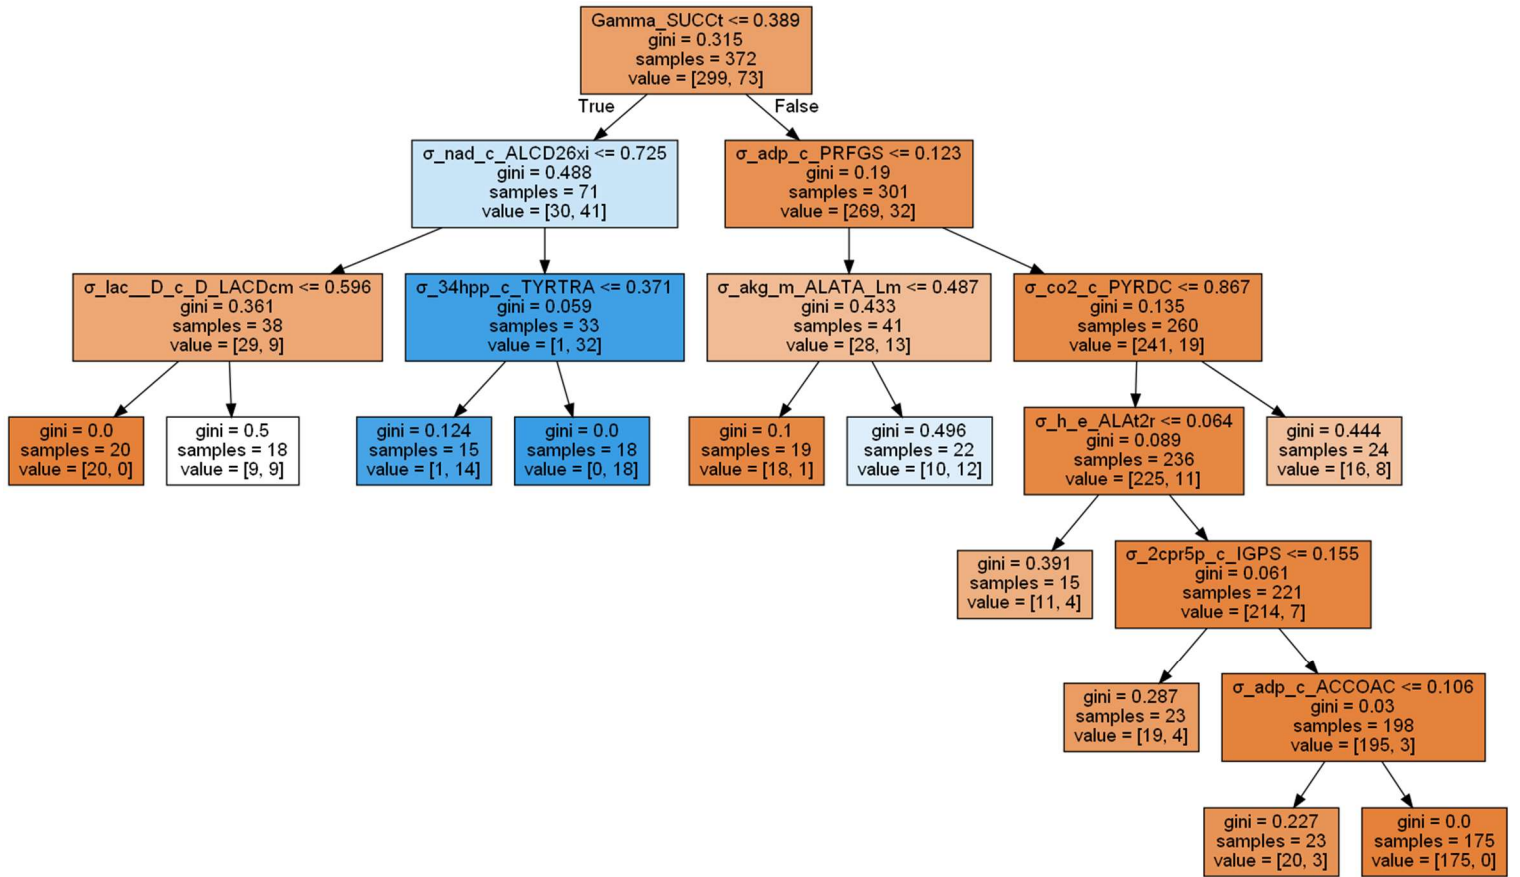 Gamma_SUCCt <= 0.389
gini = 0.315
samples = 372
value = [299, 73]
True
False
σ_nad_c_ALCD26xi <= 0.725
gini = 0.488
samples = 71
value = [30, 41]
σ_adp_c_PRFGS <= 0.123
gini = 0.19
samples = 301
value = [269, 32]
σ_lac__D_c_D_LACDcm <= 0.596
gini = 0.361
samples = 38
value = [29, 9]
σ_34hpp_c_TYRTRA <= 0.371
gini = 0.059
samples = 33
value = [1, 32]
σ_akg_m_ALATA_Lm <= 0.487
gini = 0.433
samples = 41
value = [28, 13]
σ_co2_c_PYRDC <= 0.867
gini = 0.135
samples = 260
value = [241, 19]
gini = 0.0
samples = 20
value = [20, 0]
gini = 0.5
samples = 18
value = [9, 9]
gini = 0.124
samples = 15
value = [1, 14]
gini = 0.0
samples = 18
value = [0, 18]
gini = 0.1
samples = 19
value = [18, 1]
gini = 0.496
samples = 22
value = [10, 12]
σ_h_e_ALAt2r <= 0.064
gini = 0.089
samples = 236
value = [225, 11]
gini = 0.444
samples = 24
value = [16, 8]
gini = 0.391
samples = 15
value = [11, 4]
σ_2cpr5p_c_IGPS <= 0.155
gini = 0.061
samples = 221
value = [214, 7]
gini = 0.287
samples = 23
value = [19, 4]
σ_adp_c_ACCOAC <= 0.106
gini = 0.03
samples = 198
value = [195, 3]
gini = 0.227
samples = 23
value = [20, 3]
gini = 0.0
samples = 175
value = [175, 0]